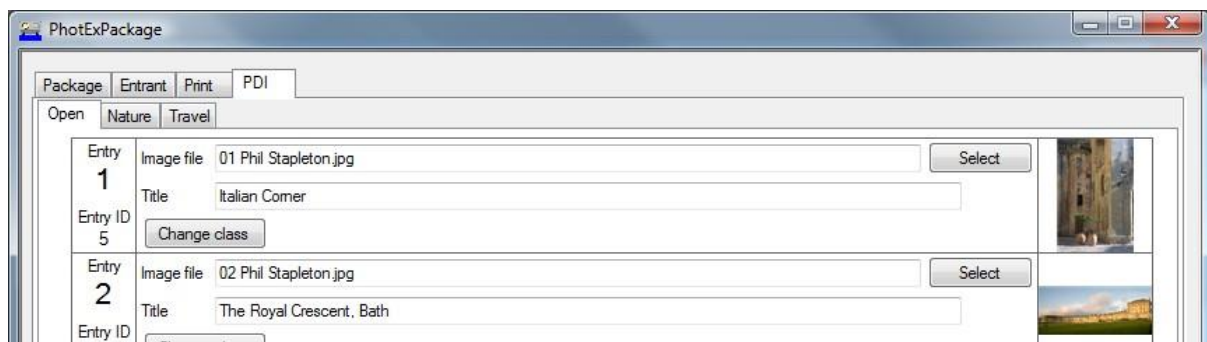 PhotExPackage
Package Entrant Print PDI
Open Nature Travel
Entry
1
Entry ID
5
Image file 01 Phil Stapleton.jpg Select
Title Italian Corner
Change class
Entry
2
Entry ID
Image file 02 Phil Stapleton.jpg Select
Title The Royal Crescent, Bath